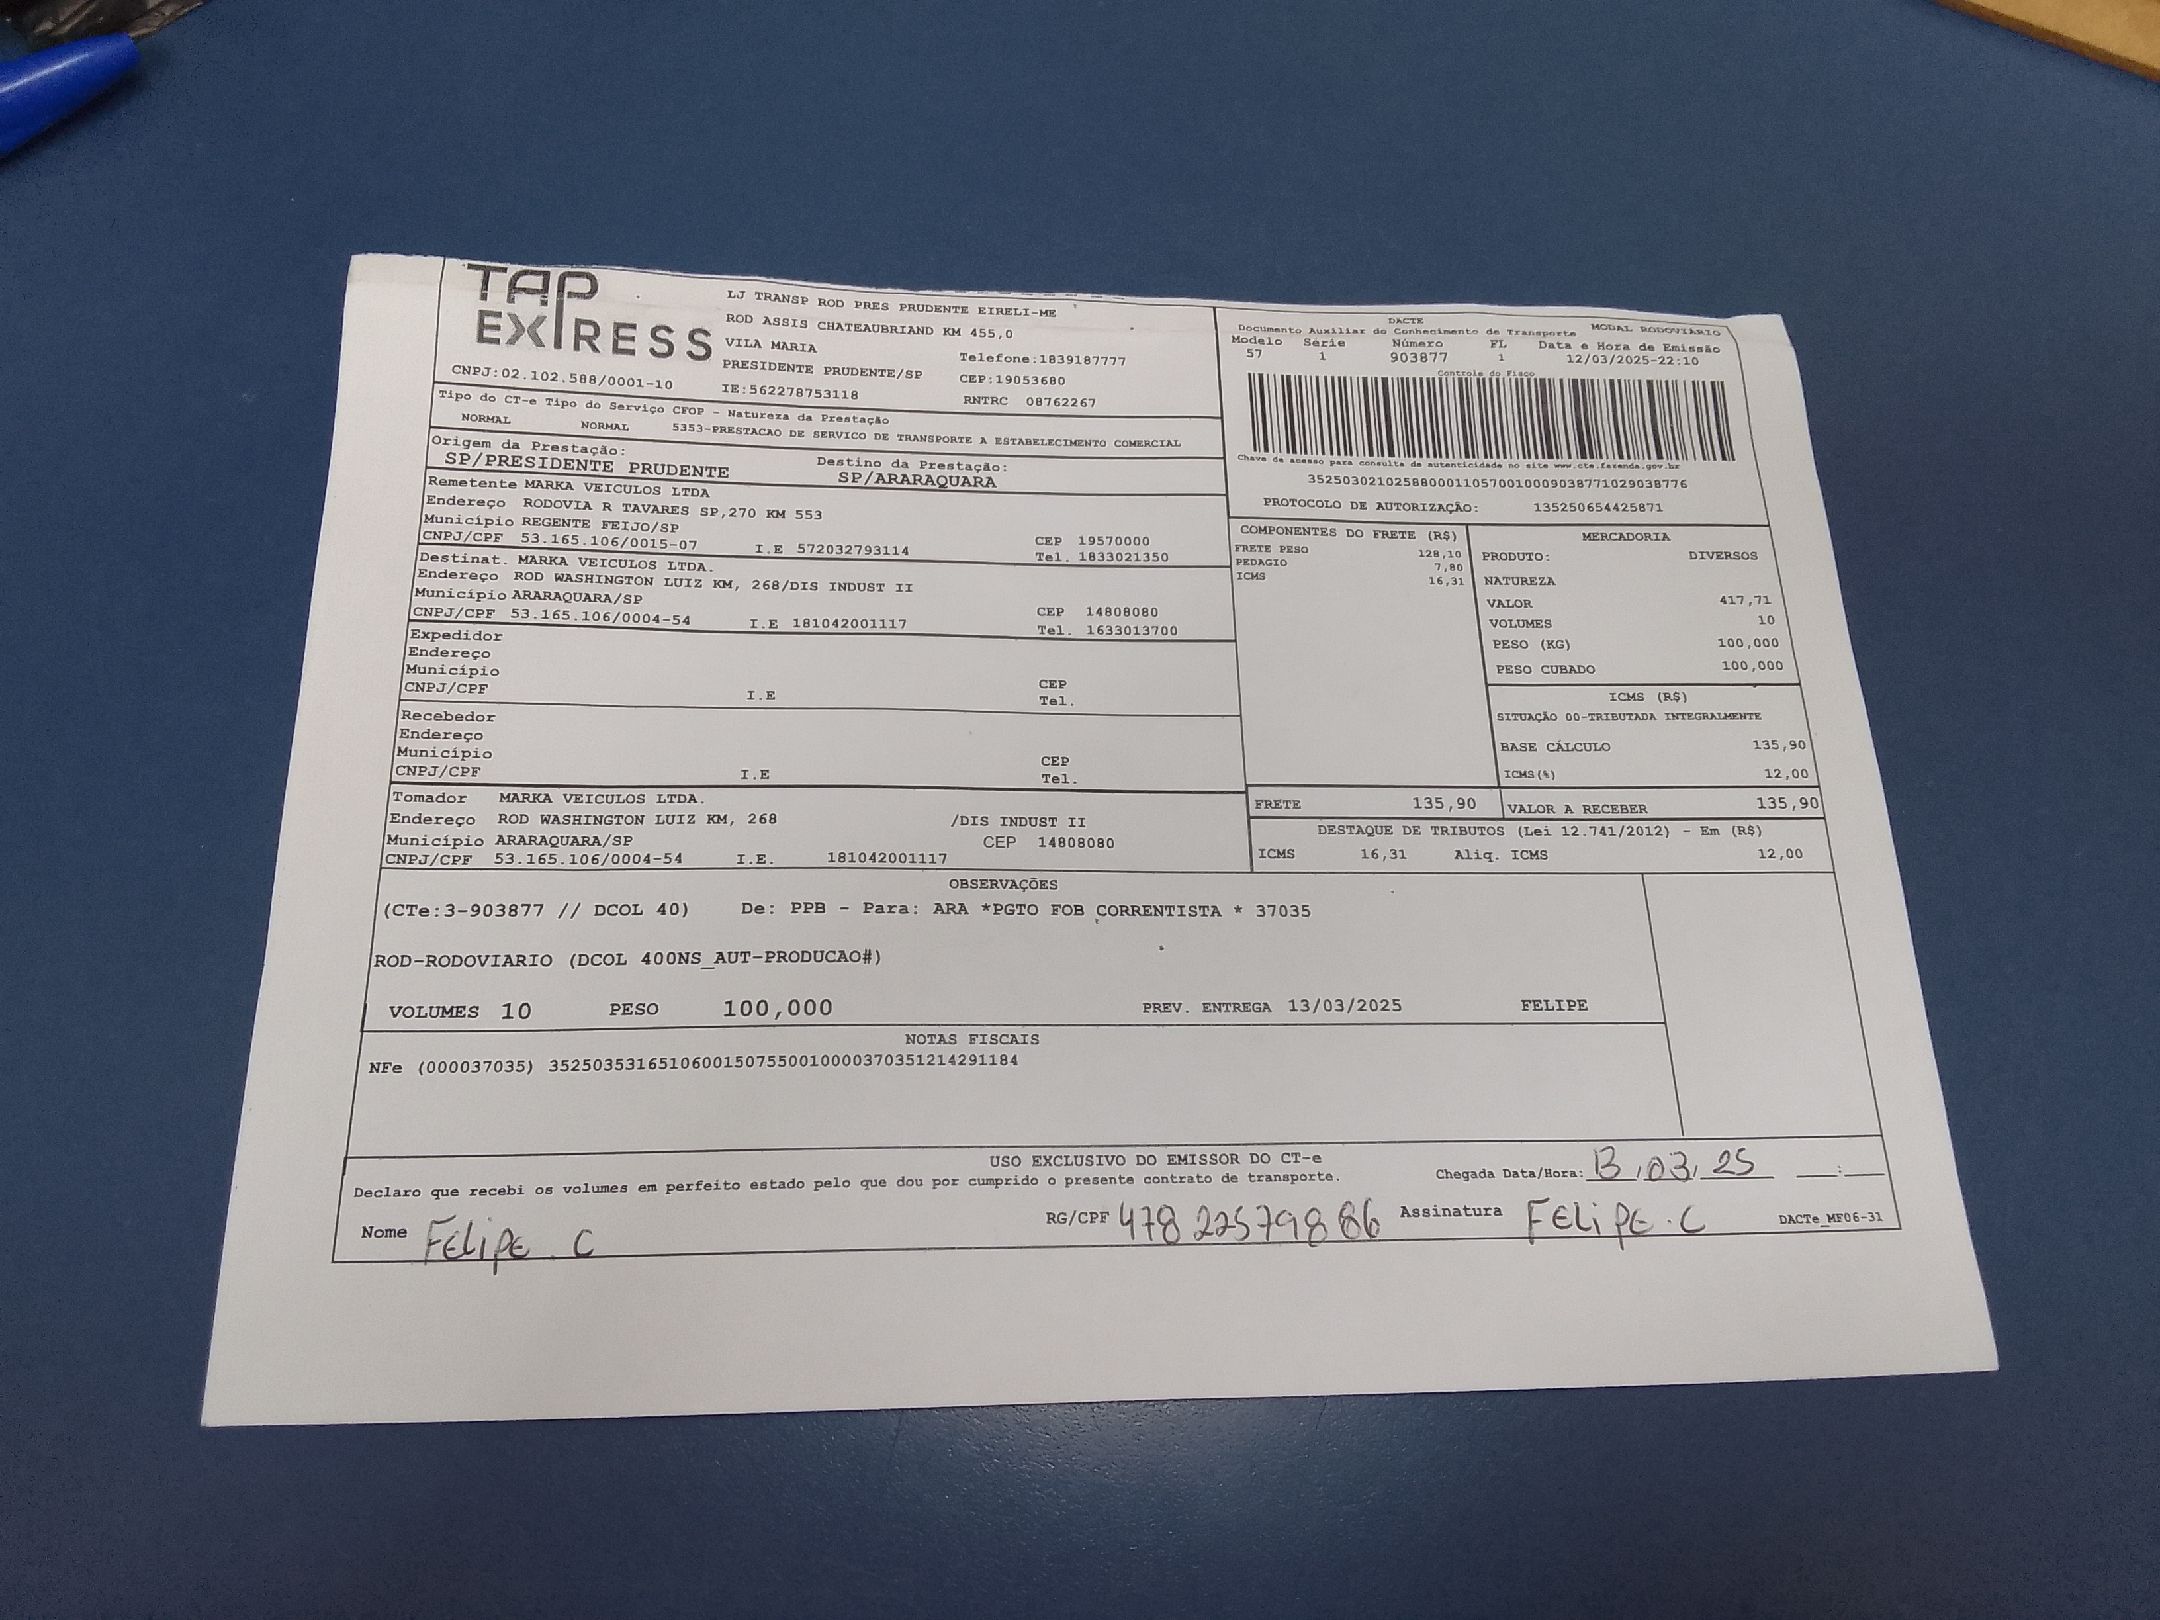 TAP
EXPRESS
LJ TRANSP ROD PRES PRUDENTE EIRELI-ME
ROD ASSIS CHATEAUBRIAND KM 455,0
VILA MARIA
Telefone:1839187777
PRESIDENTE PRUDENTE/SP
CEP:19053680
CNPJ:02.102.588/0001-10
IE:562278753118
RNTRC 08762267
DACTE
Documento Auxiliar do Conhecimento de Transporte MODAL RODOVIÁRIO
Modelo Série Número FL Data e Hora de Emissão
57 1 903877 1 12/03/2025-22:10
Controle do Fisco
Chave de acesso para consulta de autenticidade no site www.cte.fazenda.gov.br
35250302102588000110570010009038771029038776
PROTOCOLO DE AUTORIZAÇÃO: 135250654425871
Tipo do CT-e Tipo do Serviço CFOP - Natureza da Prestação
NORMAL NORMAL 5353-PRESTACAO DE SERVICO DE TRANSPORTE A ESTABELECIMENTO COMERCIAL
Origem da Prestação: Destino da Prestação:
SP/PRESIDENTE PRUDENTE SP/ARARAQUARA
Remetente MARKA VEICULOS LTDA
Endereço RODOVIA R TAVARES SP,270 KM 553
Município REGENTE FEIJO/SP CEP 19570000
CNPJ/CPF 53.165.106/0015-07 I.E 572032793114 Tel. 1833021350
Destinat. MARKA VEICULOS LTDA.
Endereço ROD WASHINGTON LUIZ KM, 268/DIS INDUST II
Município ARARAQUARA/SP CEP 14808080
CNPJ/CPF 53.165.106/0004-54 I.E 181042001117 Tel. 1633013700
Expedidor
Endereço
Município CEP
CNPJ/CPF I.E Tel.
Recebedor
Endereço
Município CEP
CNPJ/CPF I.E Tel.
Tomador MARKA VEICULOS LTDA.
Endereço ROD WASHINGTON LUIZ KM, 268 /DIS INDUST II
Município ARARAQUARA/SP CEP 14808080
CNPJ/CPF 53.165.106/0004-54 I.E. 181042001117
COMPONENTES DO FRETE (R$)
FRETE PESO 128,10
PEDAGIO 7,80
ICMS 16,31
MERCADORIA
PRODUTO: DIVERSOS
NATUREZA
VALOR 417,71
VOLUMES 10
PESO (KG) 100,000
PESO CUBADO 100,000
ICMS (R$)
SITUAÇÃO 00-TRIBUTADA INTEGRALMENTE
BASE CÁLCULO 135,90
ICMS(%) 12,00
FRETE 135,90 VALOR A RECEBER 135,90
DESTAQUE DE TRIBUTOS (Lei 12.741/2012) - Em (R$)
ICMS 16,31 Aliq. ICMS 12,00
OBSERVAÇÕES
(CTe:3-903877 // DCOL 40) De: PPB - Para: ARA *PGTO FOB CORRENTISTA * 37035
ROD-RODOVIARIO (DCOL 400NS_AUT-PRODUCAO#)
VOLUMES 10 PESO 100,000 PREV. ENTREGA 13/03/2025 FELIPE
NOTAS FISCAIS
NFe (000037035) 35250353165106001507550010000370351214291184
USO EXCLUSIVO DO EMISSOR DO CT-e
Declaro que recebi os volumes em perfeito estado pelo que dou por cumprido o presente contrato de transporte.
Chegada Data/Hora: 13,03,25 __:__
Nome FELIPE.C RG/CPF 47822579886 Assinatura FELIPE.C DACTe_MF06-31